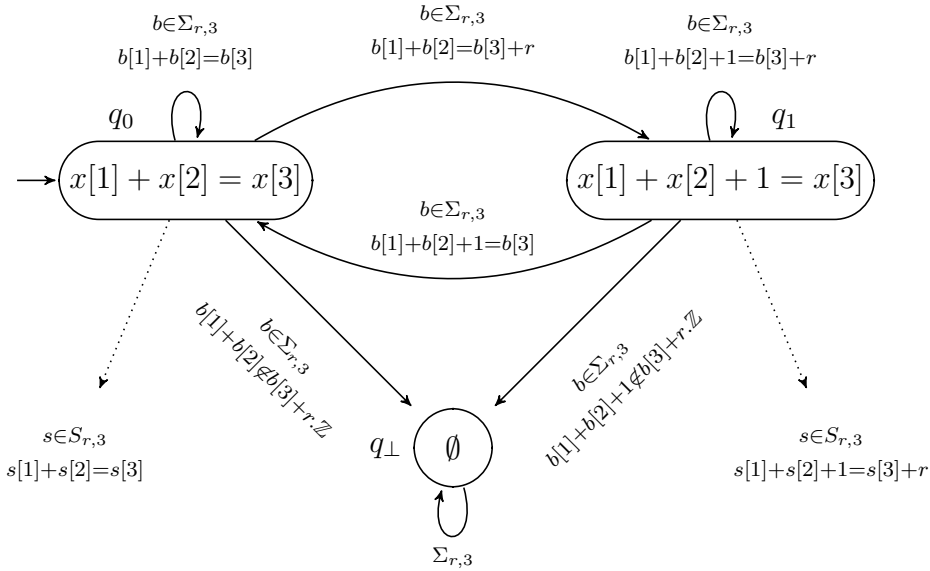 b∈Σ_{r,3}
b[1]+b[2]=b[3]
b∈Σ_{r,3}
b[1]+b[2]=b[3]+r
b∈Σ_{r,3}
b[1]+b[2]+1=b[3]+r
q_0
q_1
x[1] + x[2] = x[3]
x[1] + x[2] + 1 = x[3]
b∈Σ_{r,3}
b[1]+b[2]+1=b[3]
b∈Σ_{r,3}
b[1]+b[2]∉b[3]+r.ℤ
b∈Σ_{r,3}
b[1]+b[2]+1∉b[3]+r.ℤ
s∈S_{r,3}
s[1]+s[2]=s[3]
q_⊥
∅
s∈S_{r,3}
s[1]+s[2]+1=s[3]+r
Σ_{r,3}